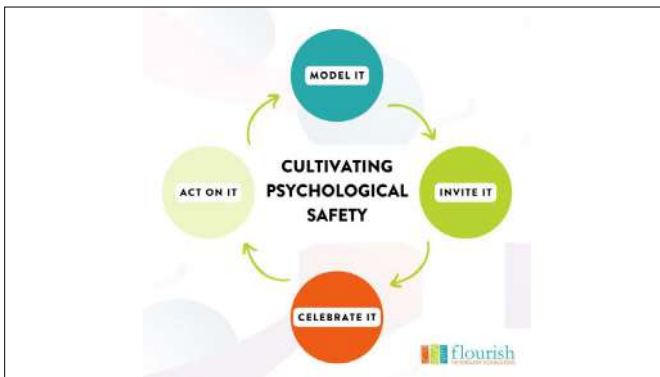 MODEL IT
ACT ON IT
CULTIVATING
PSYCHOLOGICAL
SAFETY
INVITE IT
CELEBRATE IT
flourish